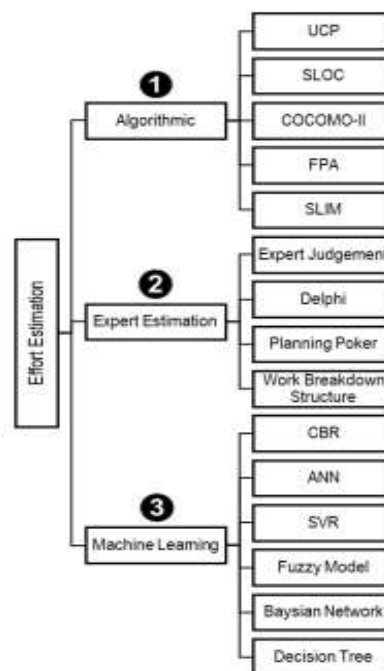 UCP
1
SLOC
Algorithmic
COCOMO-II
FPA
SLIM
Effort Estimation
Expert Judgement
2
Delphi
Expert Estimation
Planning Poker
Work Breakdown
Structure
CBR
ANN
3
SVR
Machine Learning
Fuzzy Model
Baysian Network
Decision Tree